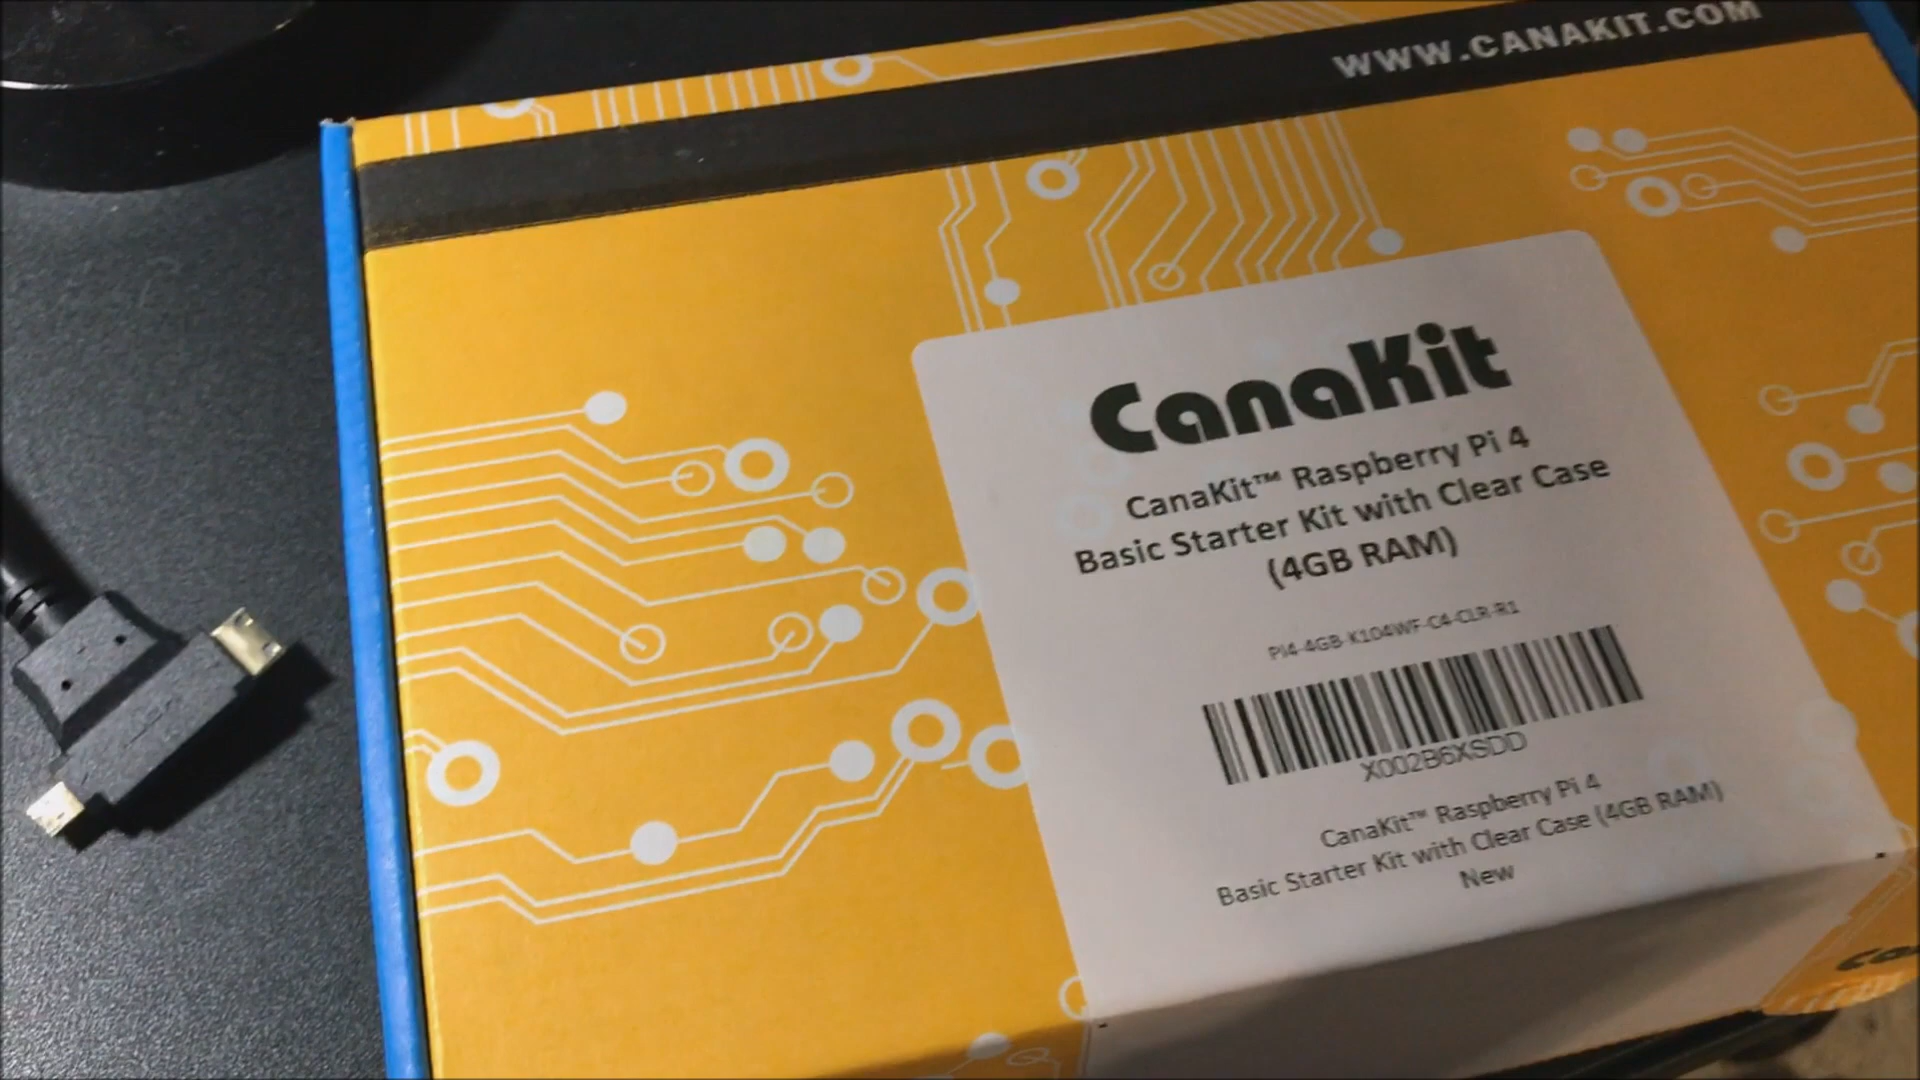 WWW.CANAKIT.COM
CanaKit
CanaKit™ Raspberry Pi 4
Basic Starter Kit with Clear Case
(4GB RAM)
PI4-4GB-K104WF-C4-CLR-R1
X002B6XSDD
CanaKit™ Raspberry Pi 4
Basic Starter Kit with Clear Case (4GB RAM)
New